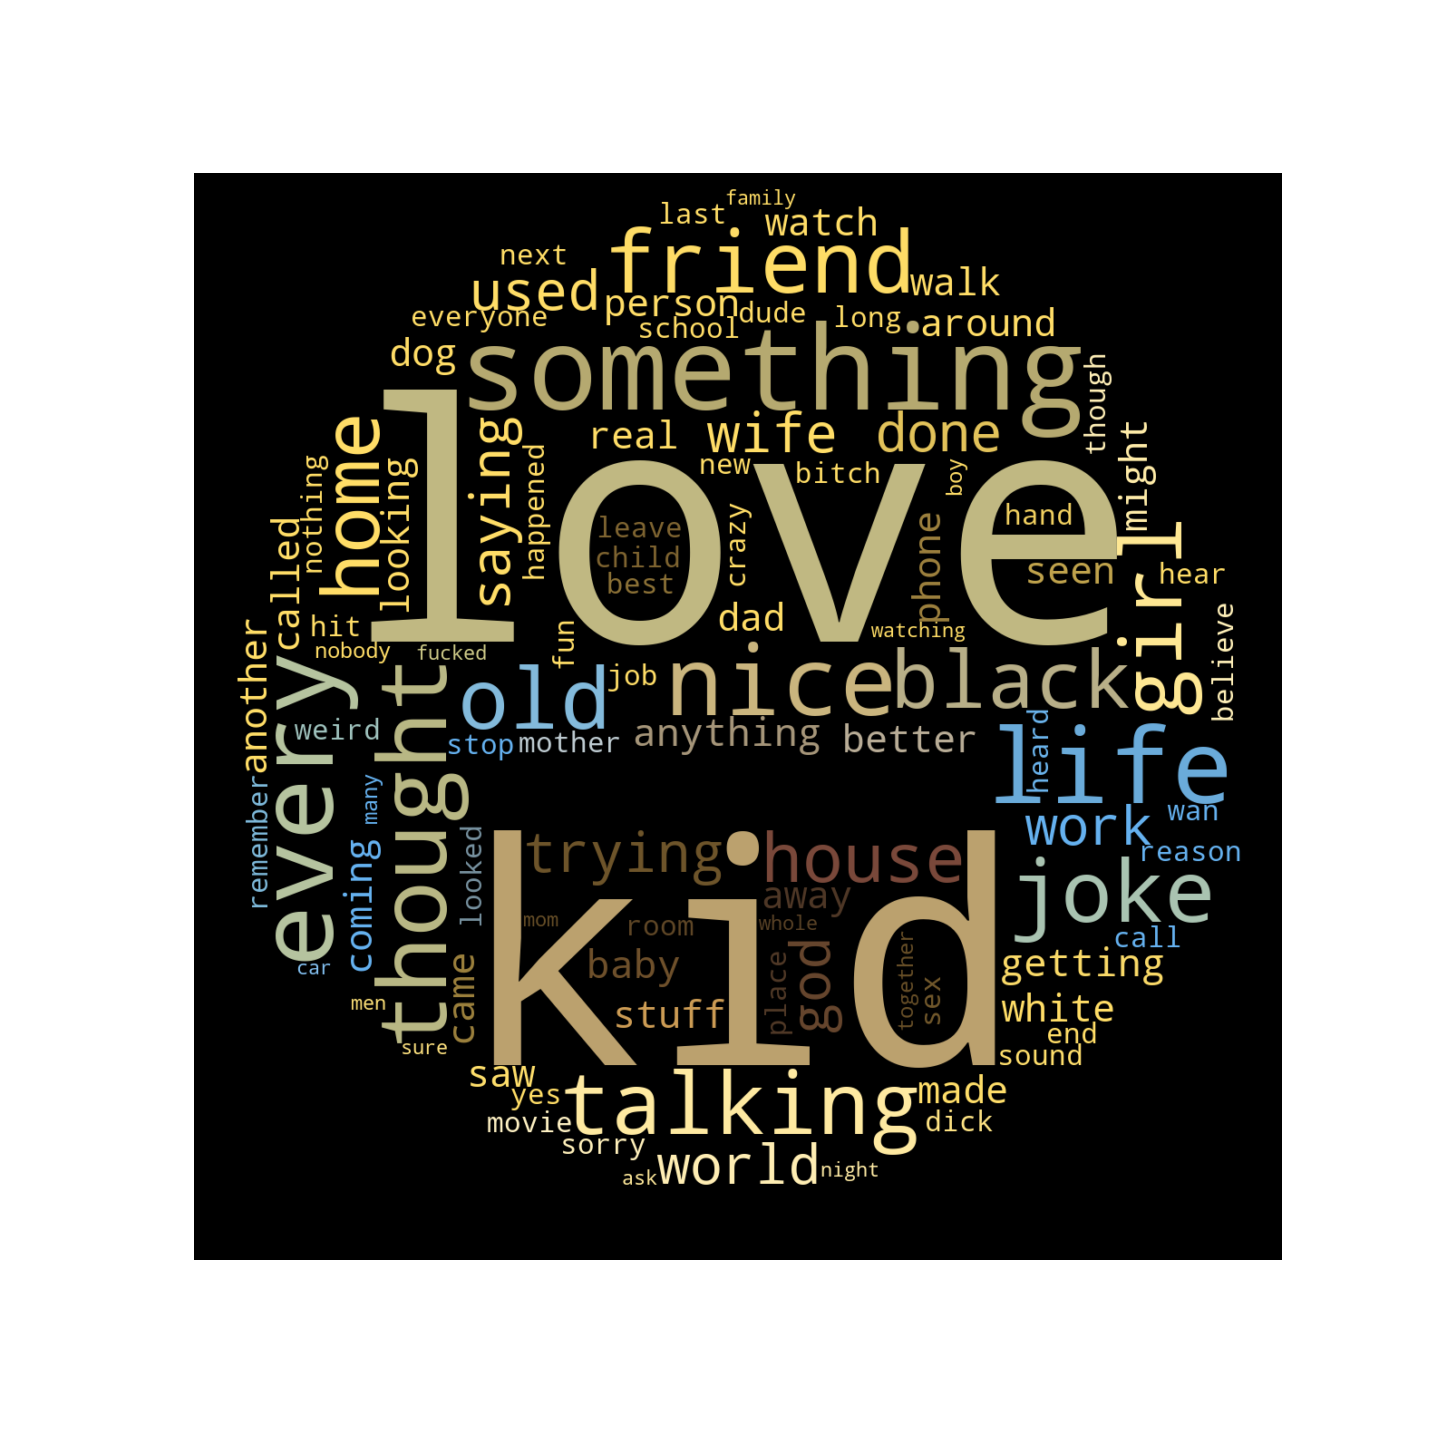 family
last
watch
friend
next
walk
used
person
dude
long
around
everyone
school
something
dog
though
love
home
saying
real
wife
done
might
looking
happened
new
bitch
boy
nothing
called
leave
crazy
phone
hand
child
best
seen
hear
girl
hit
dad
watching
believe
nobody
fucked
fun
another
every
thought
old
job
nice
black
weird
stop
mother
anything
better
life
heard
remember
many
coming
looked
work
wan
reason
kid
trying
house
joke
away
mom
room
whole
call
car
came
baby
place
god
together
sex
getting
men
stuff
white
sure
end
sound
saw
yes
talking
made
movie
dick
sorry
world
ask
night